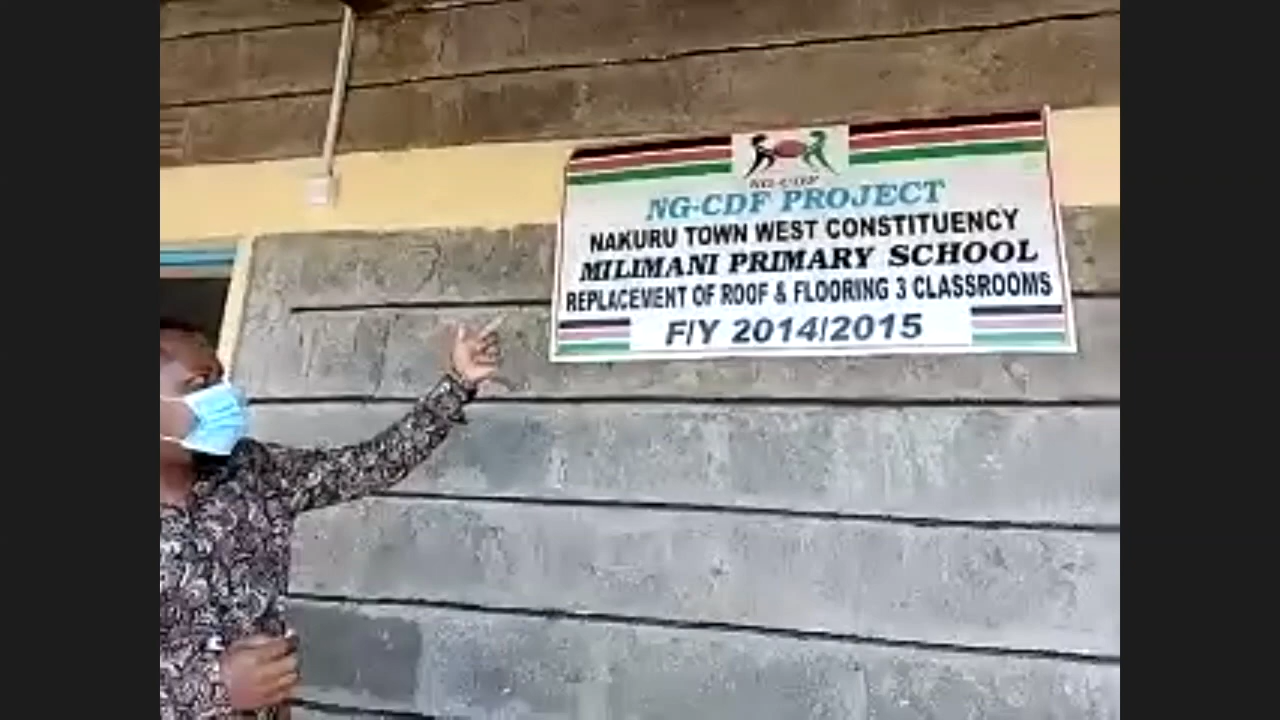 NG-CDF
NG-CDF PROJECT
NAKURU TOWN WEST CONSTITUENCY
MILIMANI PRIMARY SCHOOL
REPLACEMENT OF ROOF & FLOORING 3 CLASSROOMS
F/Y 2014/2015